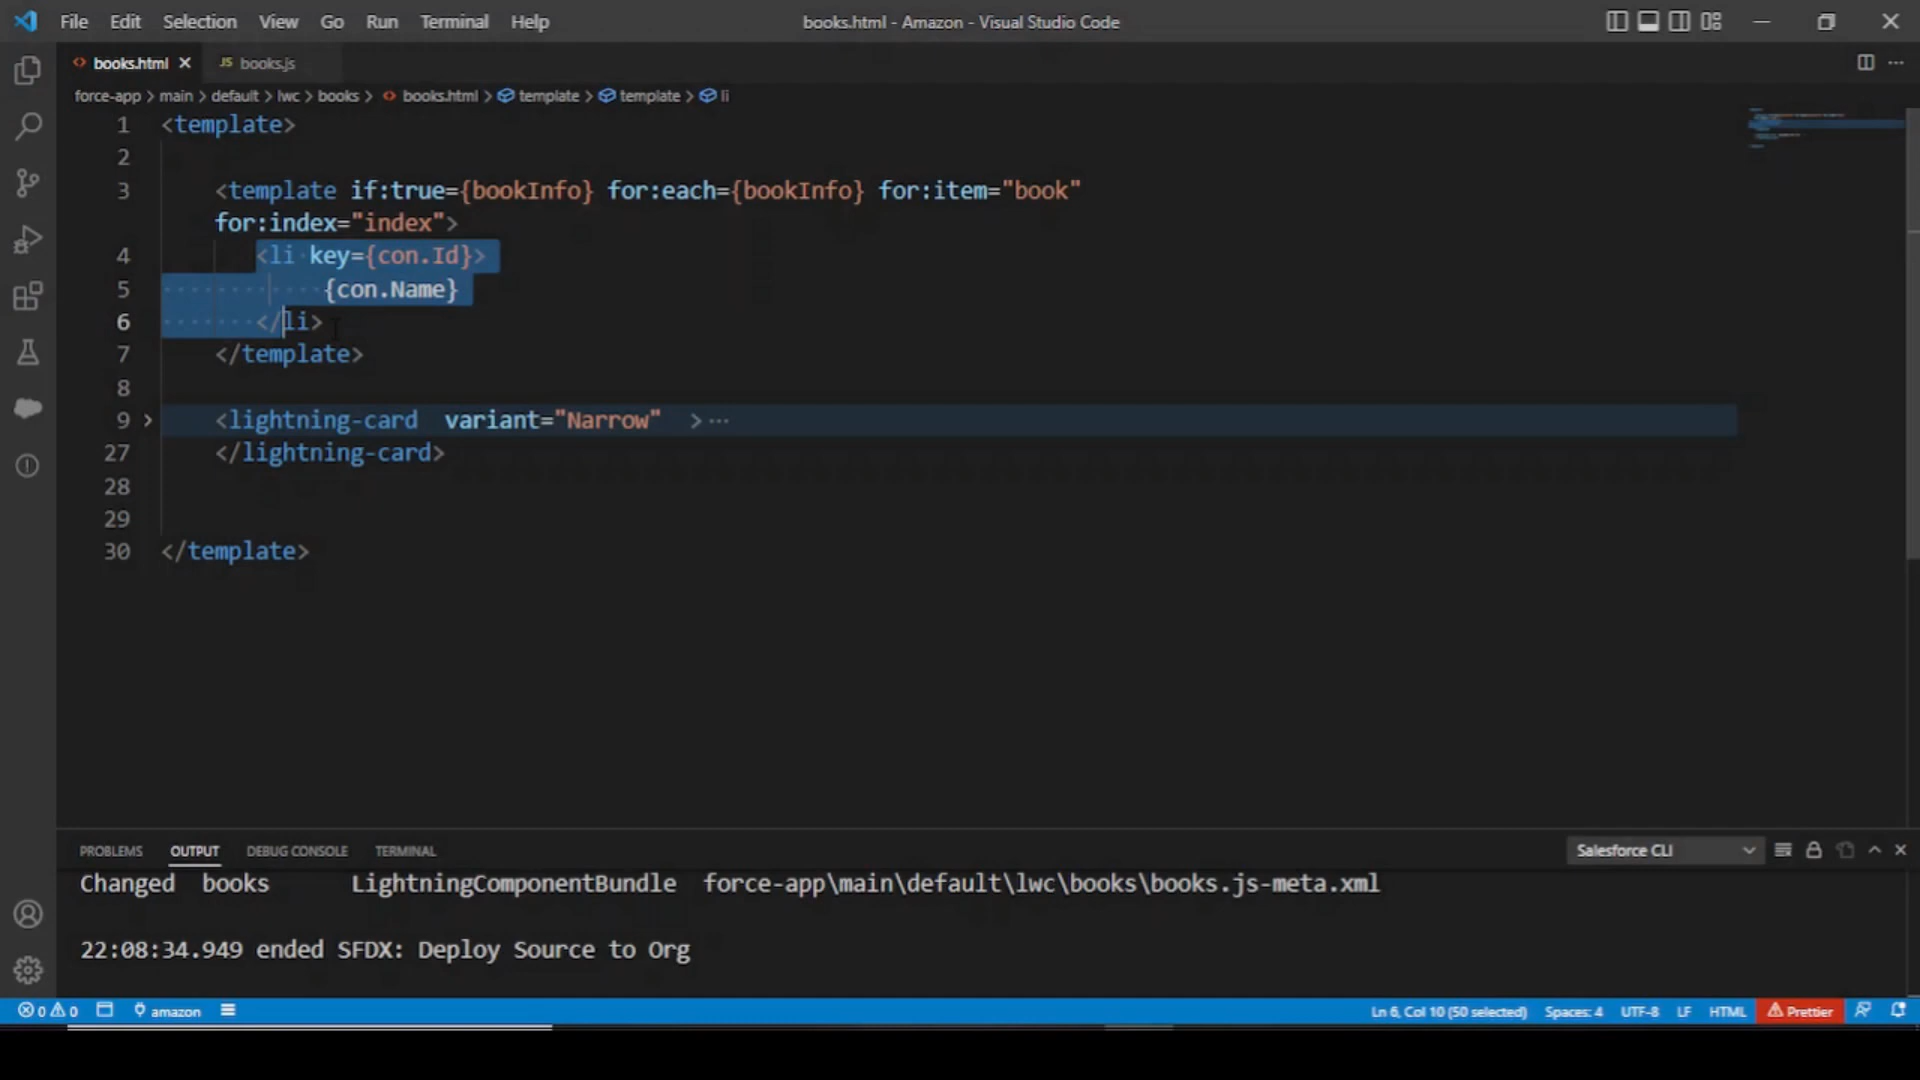 File Edit Selection View Go Run Terminal Help books.html - Amazon - Visual Studio Code
books.html JS books.js
force-app > main > default > lwc > books > books.html > template > template > li
1 <template>
2
3 <template if:true={bookInfo} for:each={bookInfo} for:item="book"
for:index="index">
4 <li key={con.Id}>
5 {con.Name}
6 </li>
7 </template>
8
9 <lightning-card variant="Narrow" > ...
27 </lightning-card>
28
29
30 </template>
PROBLEMS OUTPUT DEBUG CONSOLE TERMINAL Salesforce CLI
Changed books LightningComponentBundle force-app\main\default\lwc\books\books.js-meta.xml
22:08:34.949 ended SFDX: Deploy Source to Org
0 0 amazon Ln 6, Col 10 (50 selected) Spaces: 4 UTF-8 LF HTML Prettier